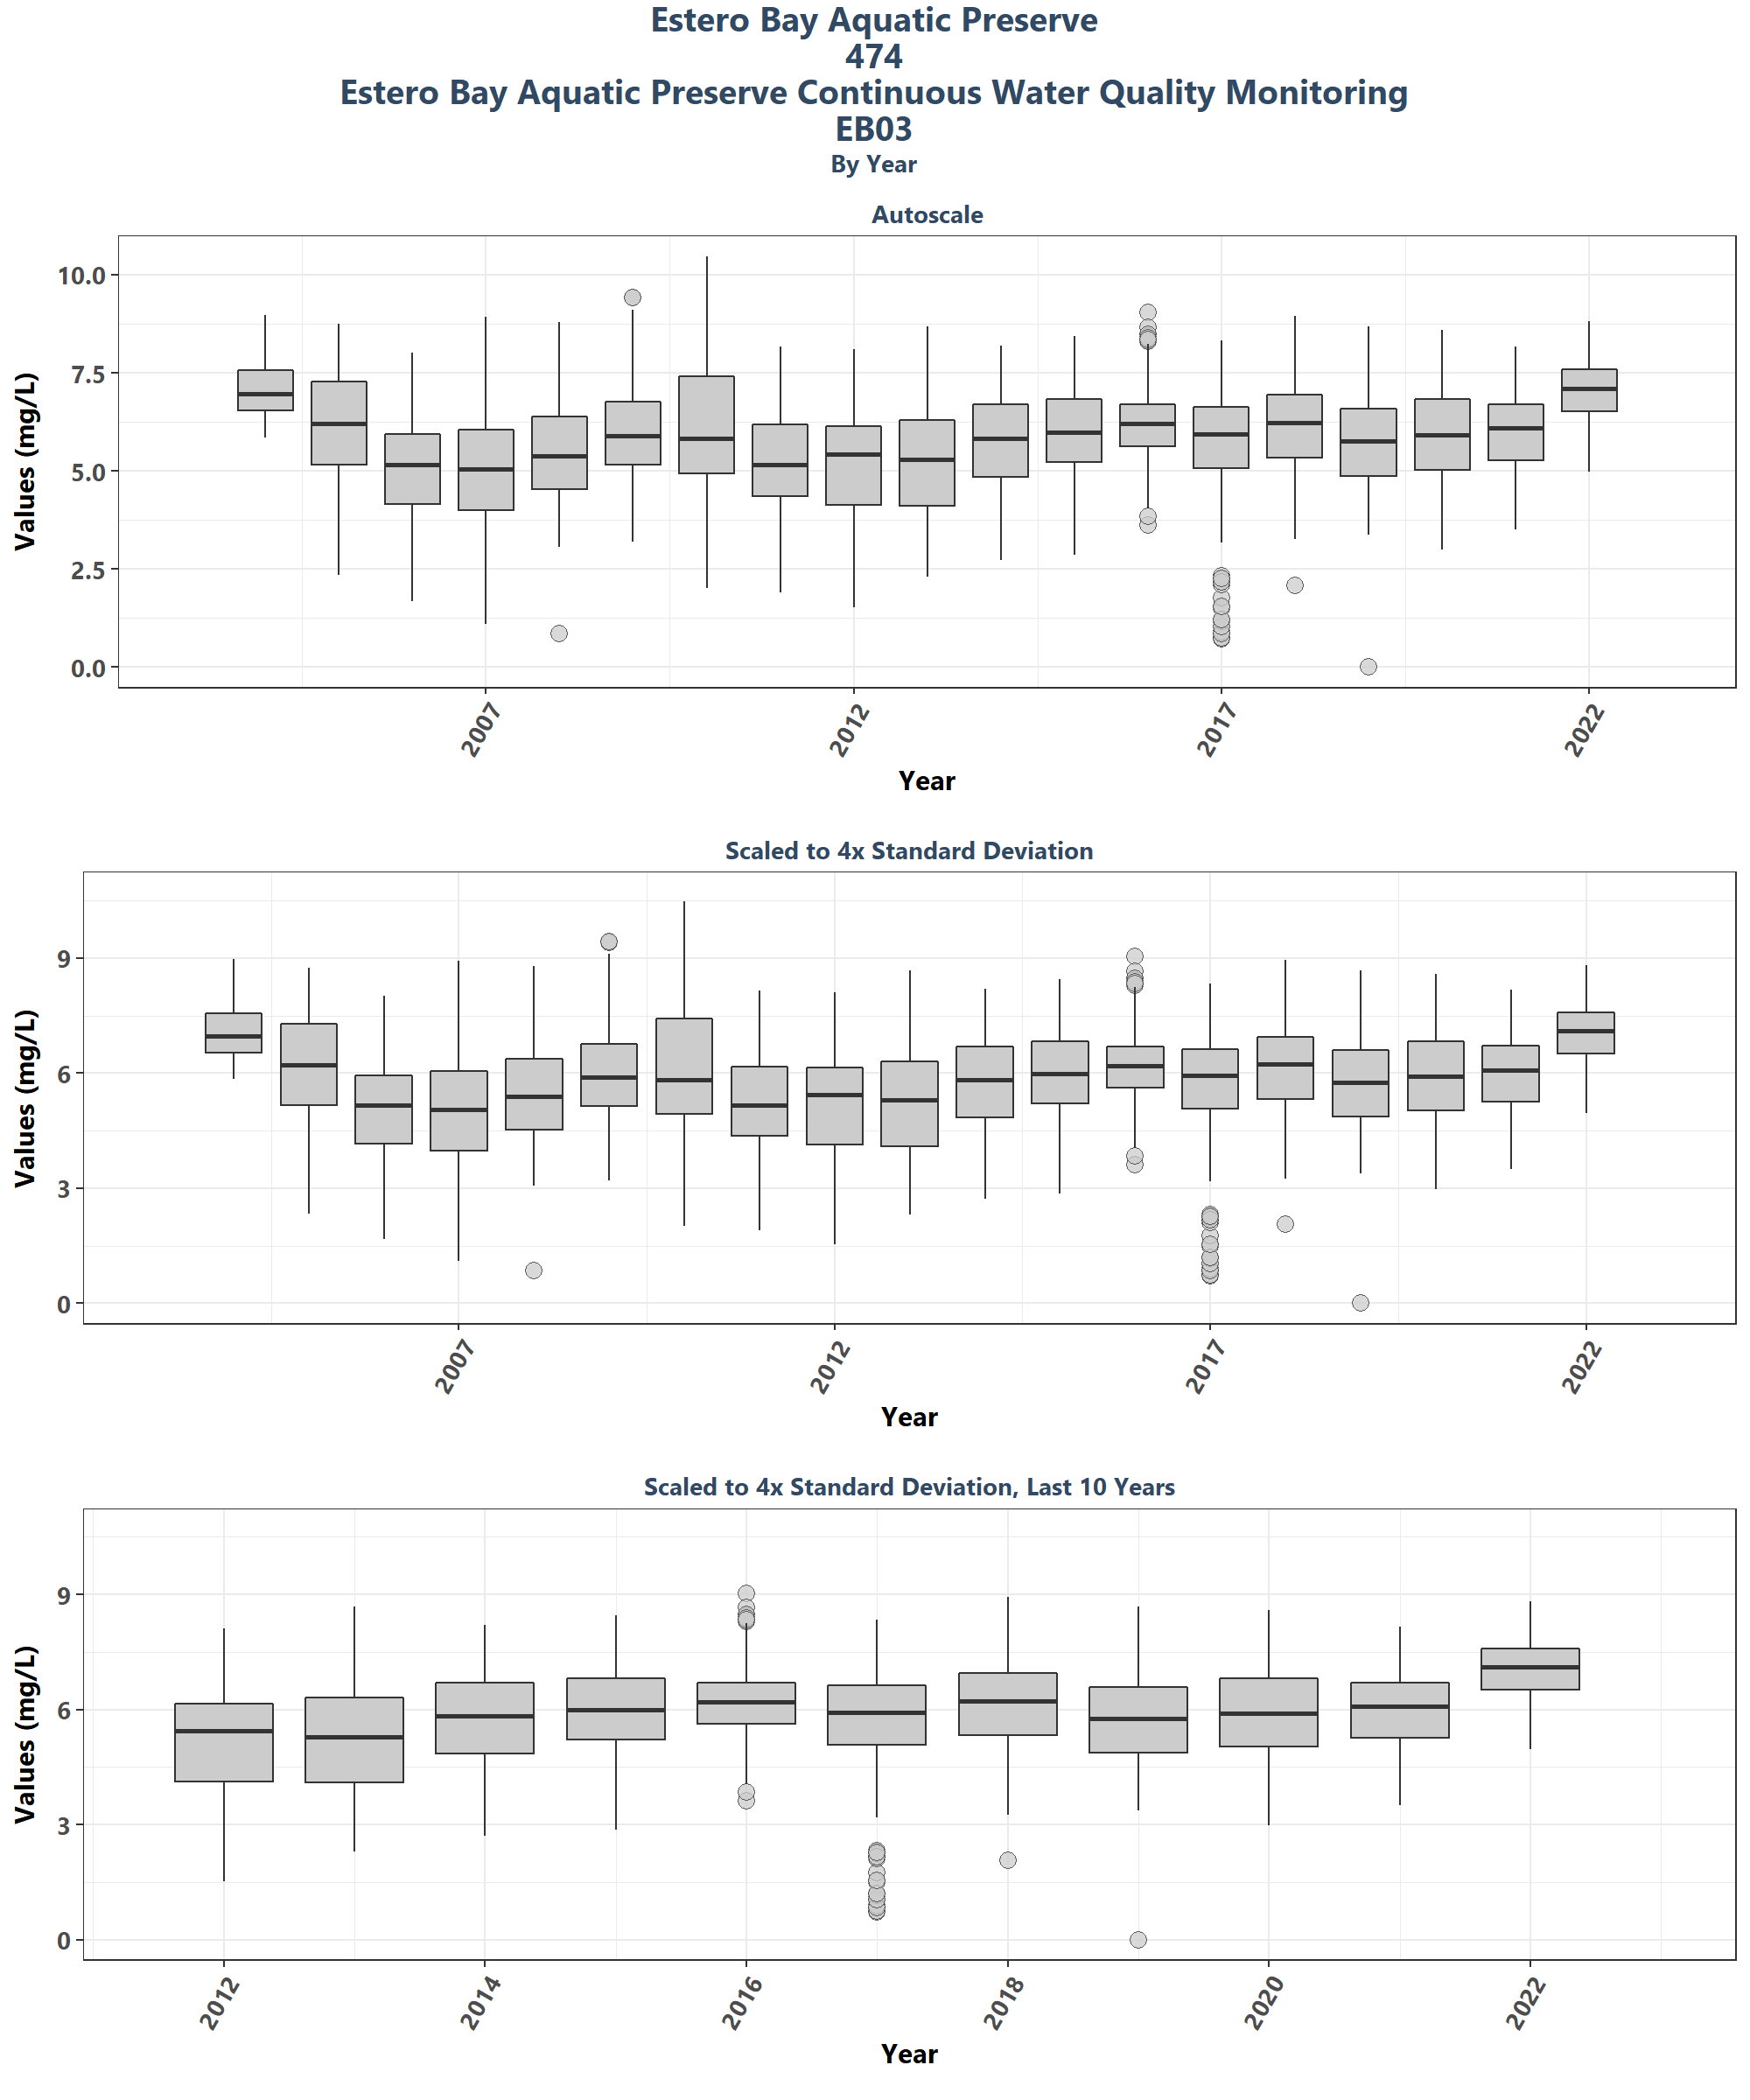 Estero Bay Aquatic Preserve
474
Estero Bay Aquatic Preserve Continuous Water Quality Monitoring
EB03
By Year
Autoscale
Values (mg/L)
10.0
7.5
5.0
2.5
0.0
2007
2012
2017
2022
Year
Scaled to 4x Standard Deviation
Values (mg/L)
9
6
3
0
2007
2012
2017
2022
Year
Scaled to 4x Standard Deviation, Last 10 Years
Values (mg/L)
9
6
3
0
2012
2014
2016
2018
2020
2022
Year